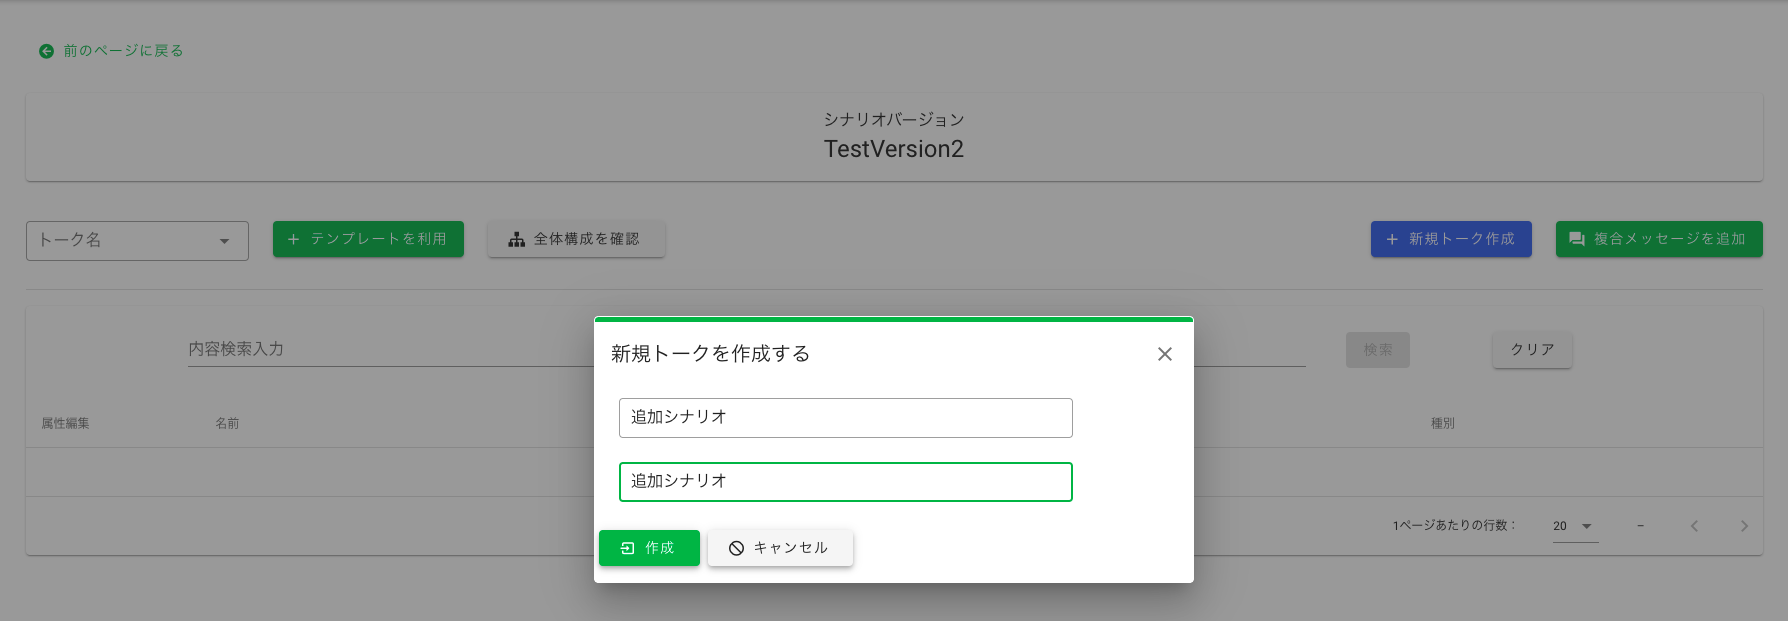 前のページに戻る
シナリオバージョン
TestVersion2
トーク名
テンプレートを利用
全体構成を確認
新規トーク作成
複合メッセージを追加
内容検索入力
検索
クリア
属性編集
名前
種別
1ページあたりの行数：
20
–
新規トークを作成する
追加シナリオ
追加シナリオ
作成
キャンセル